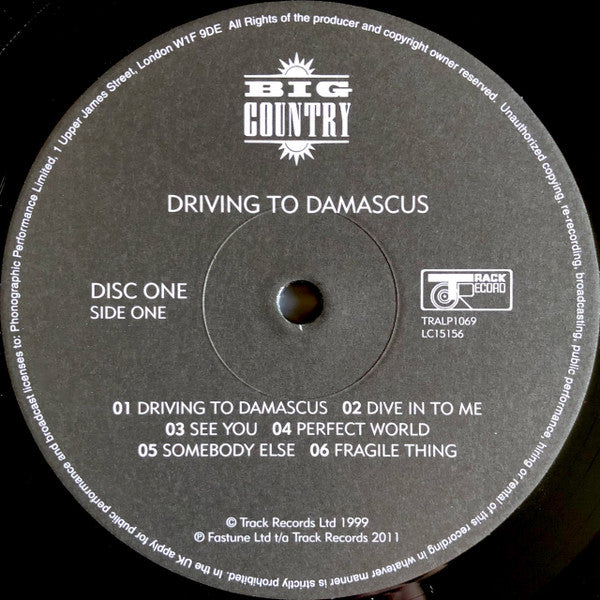 In the UK apply for public performance and broadcast licenses to: Phonographic Performance Limited, 1 Upper James Street, London W1F 9DE  All Rights of the producer and copyright owner reserved.  Unauthorized copying, re-recording, broadcasting, public performance, hiring or rental of this recording in whatever manner is strictly prohibited.
BIG
COUNTRY
DRIVING TO DAMASCUS
DISC ONE
SIDE ONE
TRACK
RECORD
TRALP1069
LC15156
01 DRIVING TO DAMASCUS  02 DIVE IN TO ME
03 SEE YOU  04 PERFECT WORLD
05 SOMEBODY ELSE  06 FRAGILE THING
© Track Records Ltd 1999
℗ Fastune Ltd t/a Track Records 2011